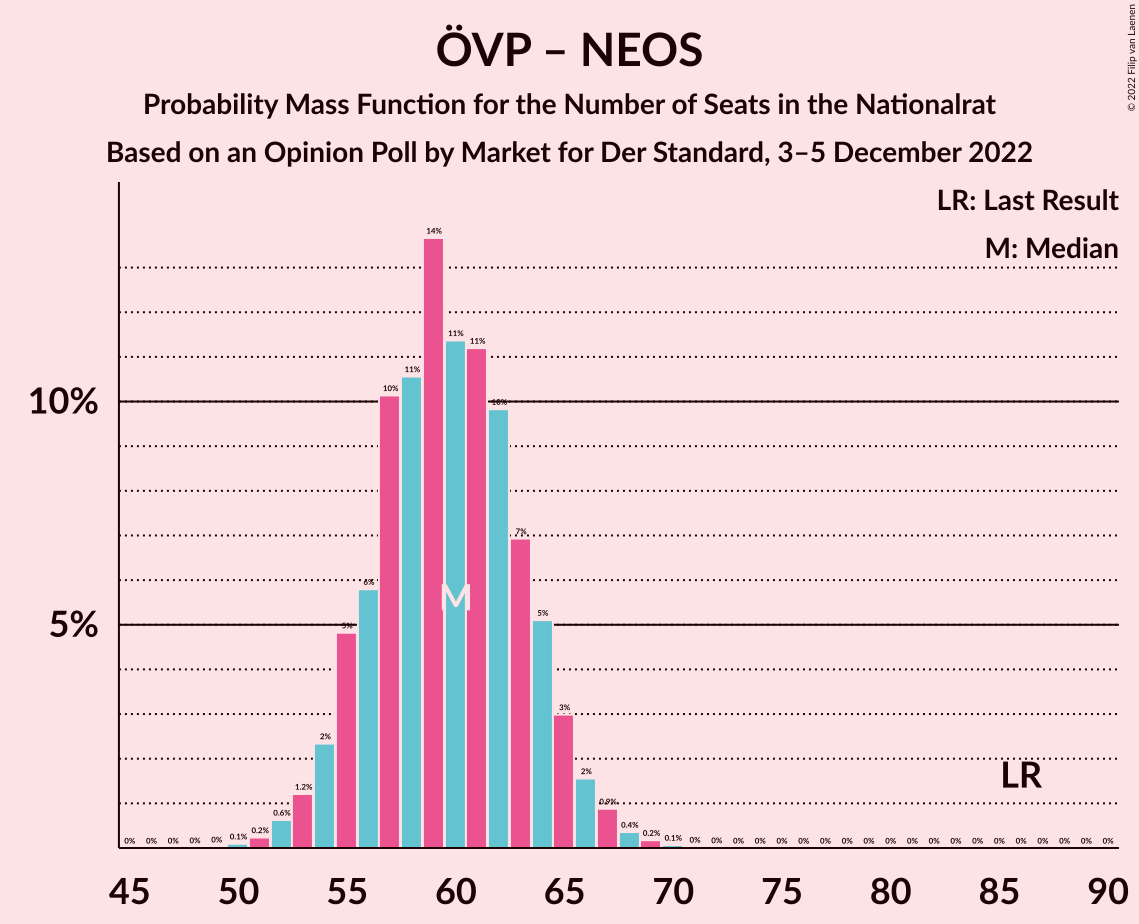 ÖVP – NEOS
Probability Mass Function for the Number of Seats in the Nationalrat
Based on an Opinion Poll by Market for Der Standard, 3–5 December 2022
© 2022 Filip van Laenen
LR: Last Result
M: Median
10%
5%
0% 0% 0% 0% 0% 0.1% 0.2% 0.6% 1.2% 2% 5% 6% 10% 11% 14% 11% 11% 10% 7% 5% 3% 2% 0.9% 0.4% 0.2% 0.1% 0% 0% 0% 0% 0% 0% 0% 0% 0% 0% 0% 0% 0% 0% 0% 0% 0% 0% 0% 0%
M
LR
45 50 55 60 65 70 75 80 85 90